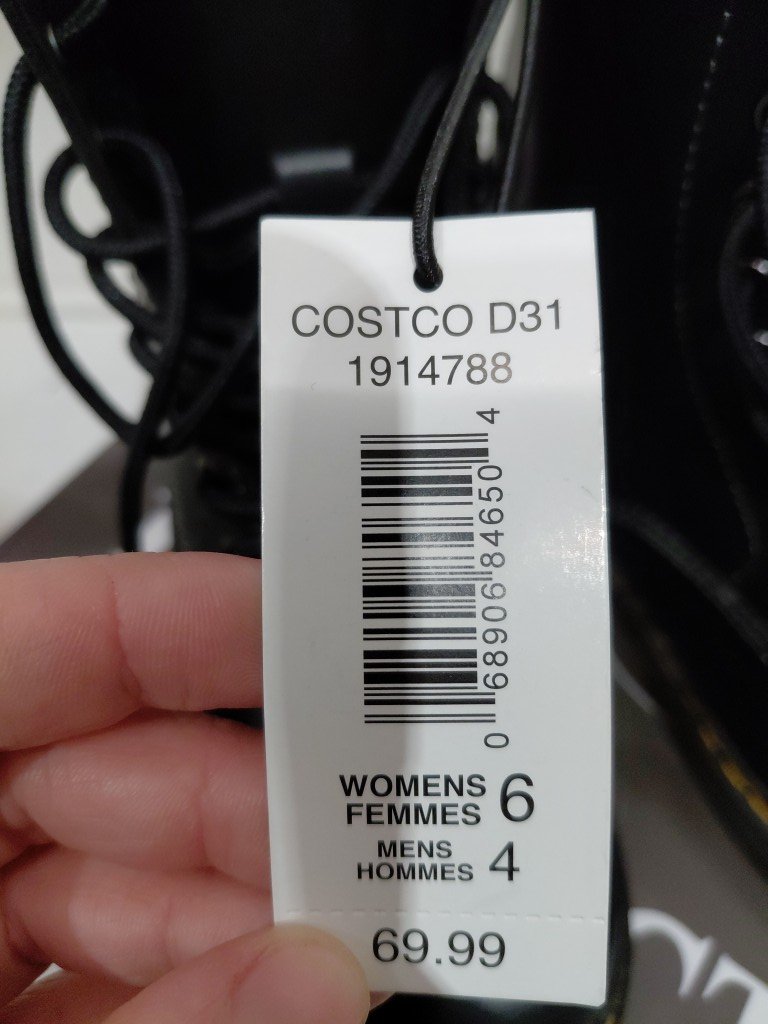 COSTCO D31
1914788
0 68906 84650 4
WOMENS
FEMMES 6
MENS
HOMMES 4
69.99